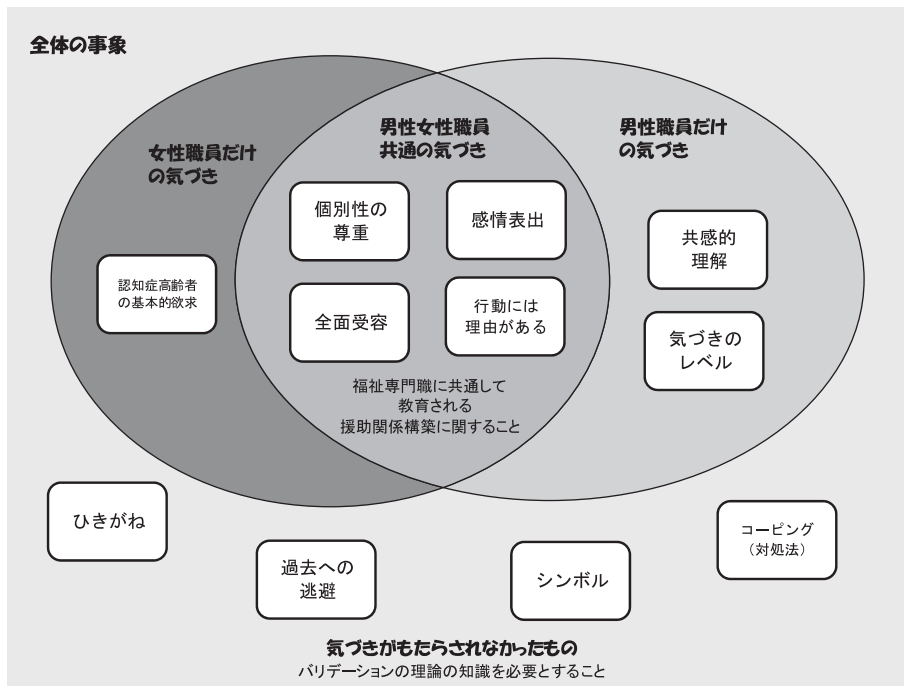 全体の事象
女性職員だけ
の気づき
認知症高齢者
の基本的欲求
男性女性職員
共通の気づき
個別性の
尊重
感情表出
全面受容
行動には
理由がある
福祉専門職に共通して
教育される
援助関係構築に関すること
男性職員だけ
の気づき
共感的
理解
気づきの
レベル
ひきがね
過去への
逃避
シンボル
コーピング
（対処法）
気づきがもたらされなかったもの
バリデーションの理論の知識を必要とすること